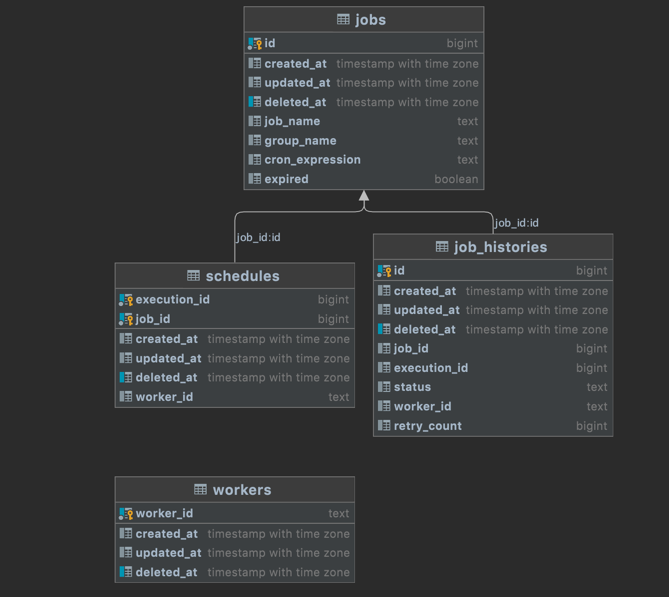 jobs
id bigint
created_at timestamp with time zone
updated_at timestamp with time zone
deleted_at timestamp with time zone
job_name text
group_name text
cron_expression text
expired boolean
job_id:id
job_id:id
schedules
execution_id bigint
job_id bigint
created_at timestamp with time zone
updated_at timestamp with time zone
deleted_at timestamp with time zone
worker_id text
job_histories
id bigint
created_at timestamp with time zone
updated_at timestamp with time zone
deleted_at timestamp with time zone
job_id bigint
execution_id bigint
status text
worker_id text
retry_count bigint
workers
worker_id text
created_at timestamp with time zone
updated_at timestamp with time zone
deleted_at timestamp with time zone